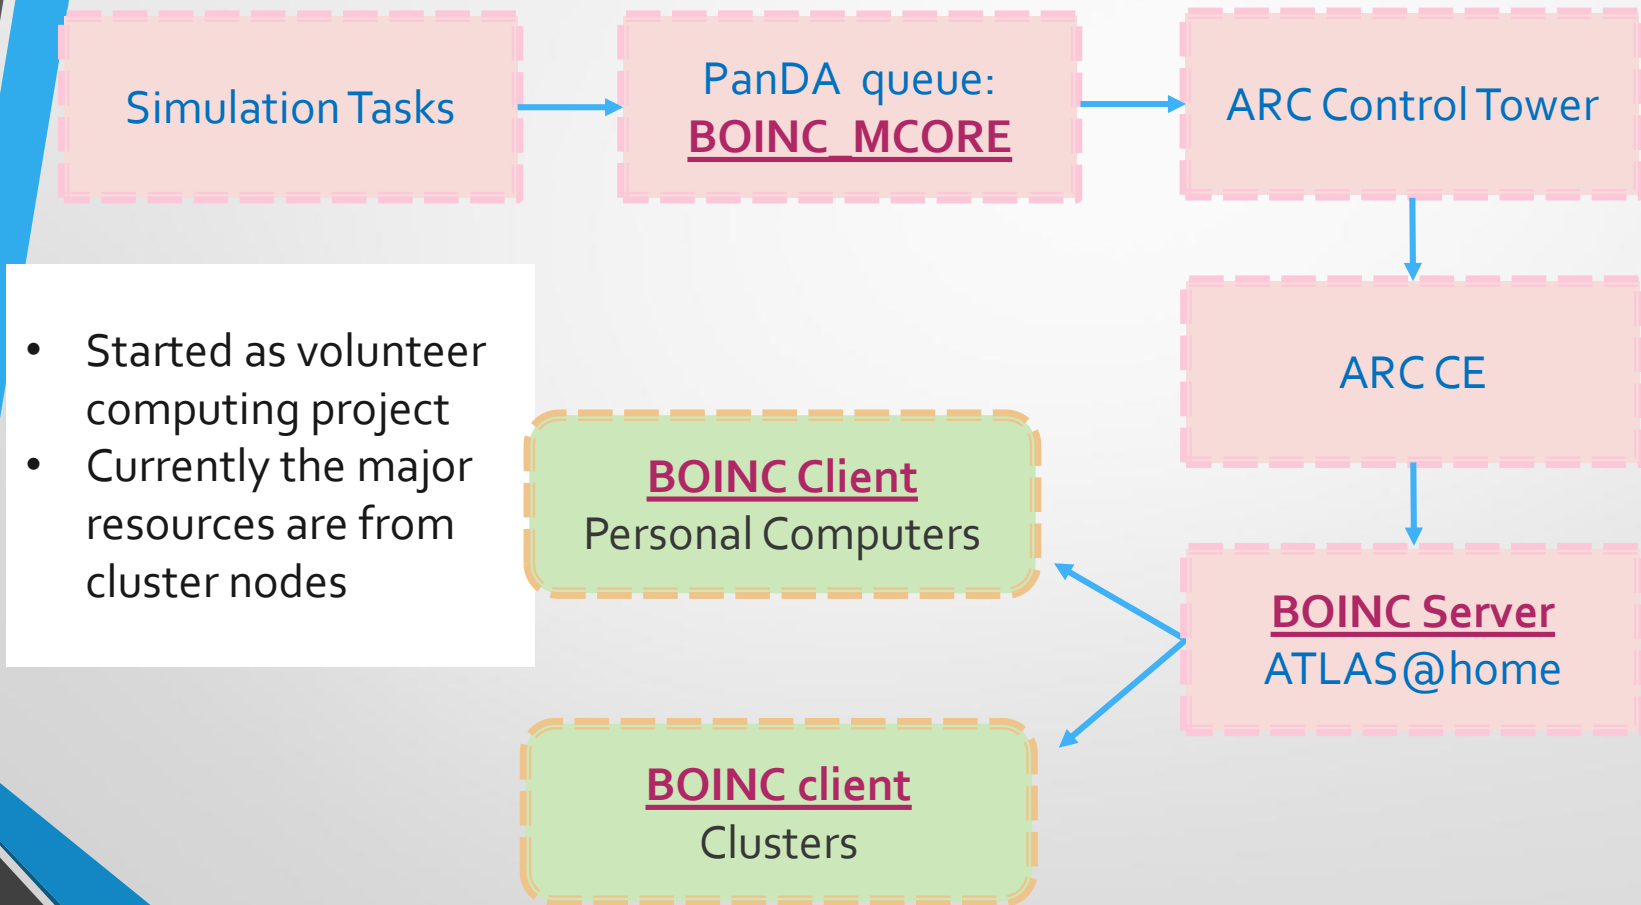 Simulation Tasks
PanDA queue:
BOINC_MCORE
ARC Control Tower
• Started as volunteer
computing project
• Currently the major
resources are from
cluster nodes
ARC CE
BOINC Client
Personal Computers
BOINC Server
ATLAS@home
BOINC client
Clusters